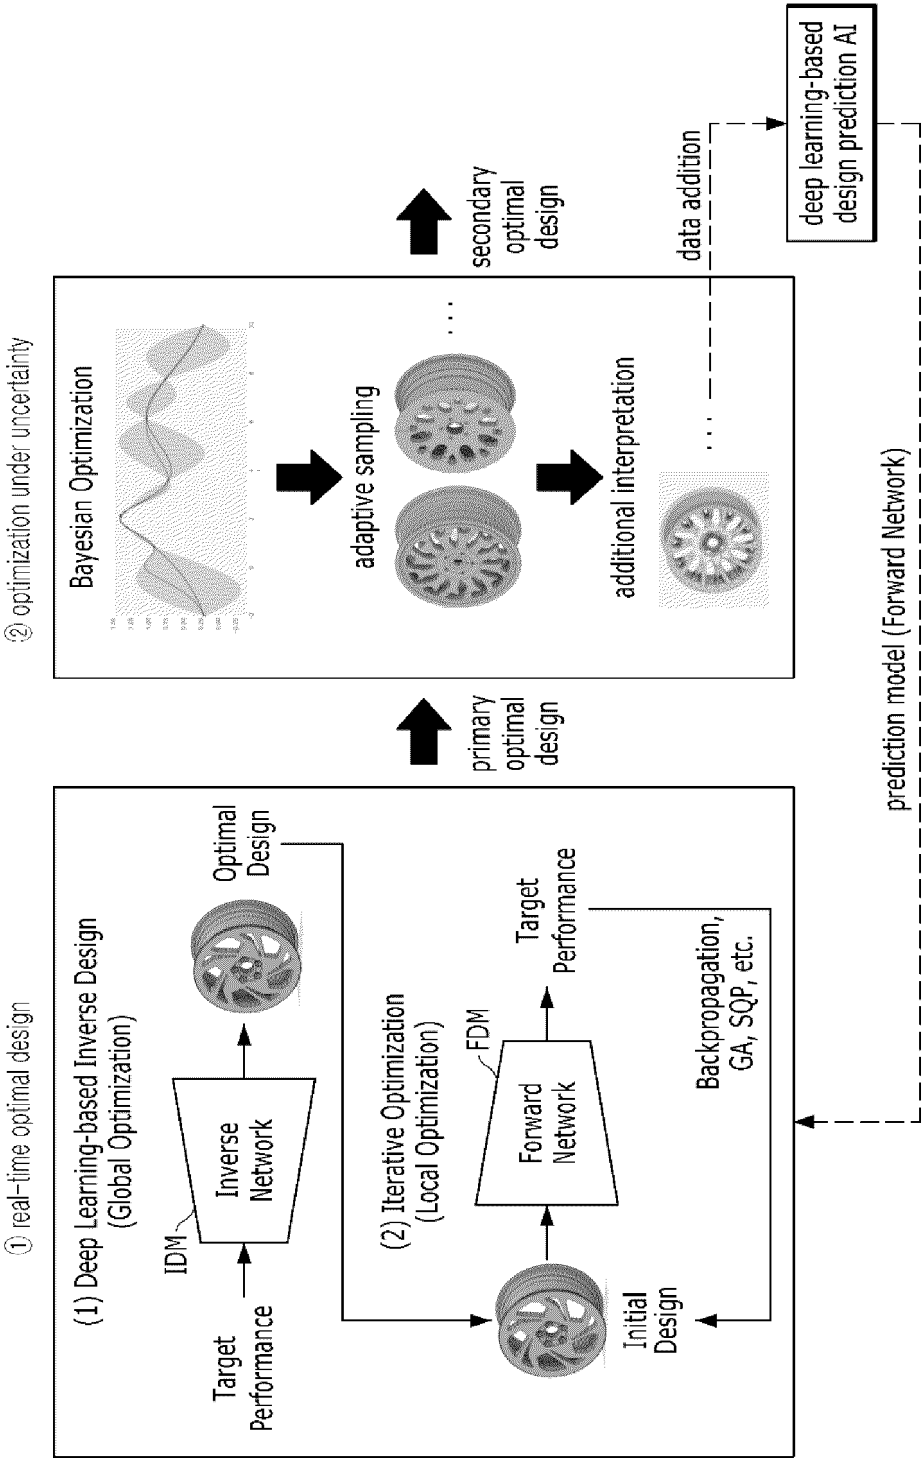 ① real-time optimal design
(1) Deep Learning-based Inverse Design
(Global Optimization)
IDM
Target
Performance
Inverse
Network
Optimal
Design
(2) Iterative Optimization
(Local Optimization)
FDM
Initial
Design
Forward
Network
Target
Performance
Backpropagation,
GA, SQP, etc.
primary
optimal
design
② optimization under uncertainty
Bayesian Optimization
adaptive sampling
...
additional interpretation
...
secondary
optimal
design
data addition
deep learning-based
design prediction AI
prediction model (Forward Network)